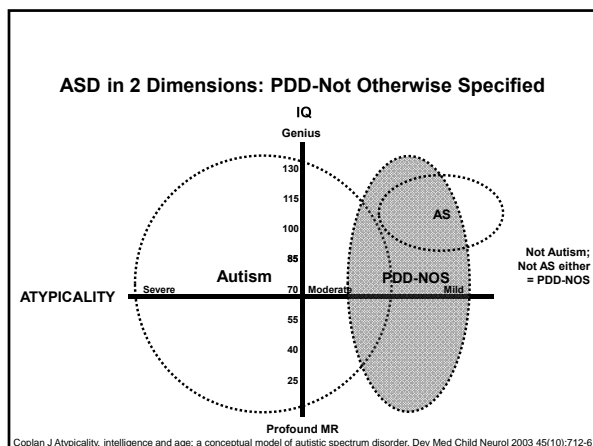 ASD in 2 Dimensions: PDD-Not Otherwise Specified
IQ
Genius
130
115
100
85
70
55
40
25
Profound MR
AS
Autism
PDD-NOS
ATYPICALITY
Severe
Moderate
Mild
Not Autism;
Not AS either
= PDD-NOS
Coplan J Atypicality, intelligence and age: a conceptual model of autistic spectrum disorder. Dev Med Child Neurol 2003 45(10):712-6